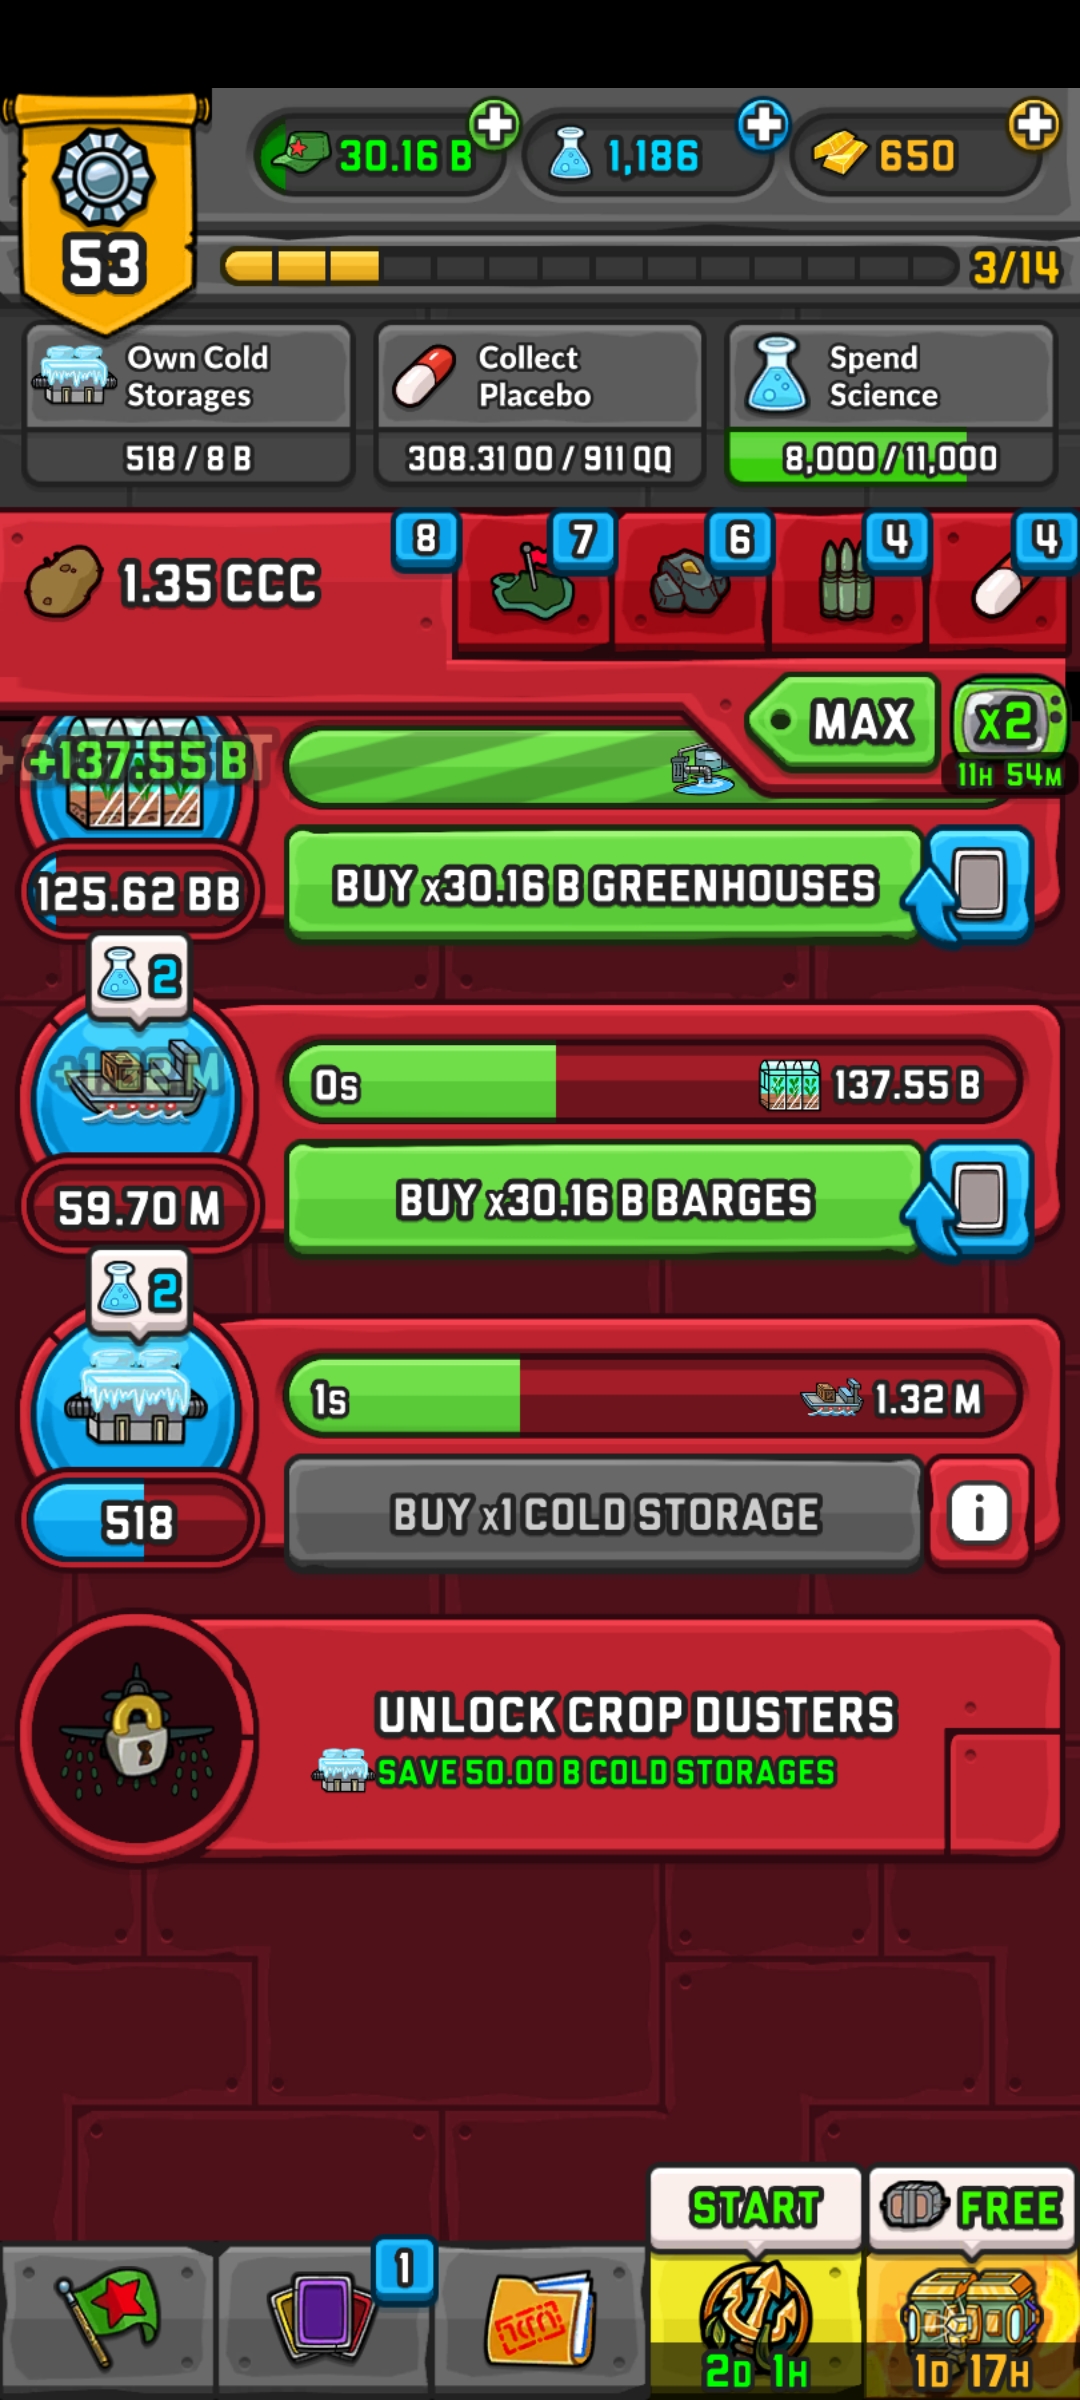 30.16 B
1,186
650
53
3/14
Own Cold
Storages
518 / 8 B
Collect
Placebo
308.31 OO / 911 QQ
Spend
Science
8,000 / 11,000
1.35 CCC
8
7
6
4
4
MAX
x2
11H 54M
+137.55 B
125.62 BB
BUY x30.16 B GREENHOUSES
2
0s
137.55 B
59.70 M
BUY x30.16 B BARGES
2
1s
1.32 M
518
BUY x1 COLD STORAGE
i
UNLOCK CROP DUSTERS
SAVE 50.00 B COLD STORAGES
START
FREE
1
2D 1H
1D 17H